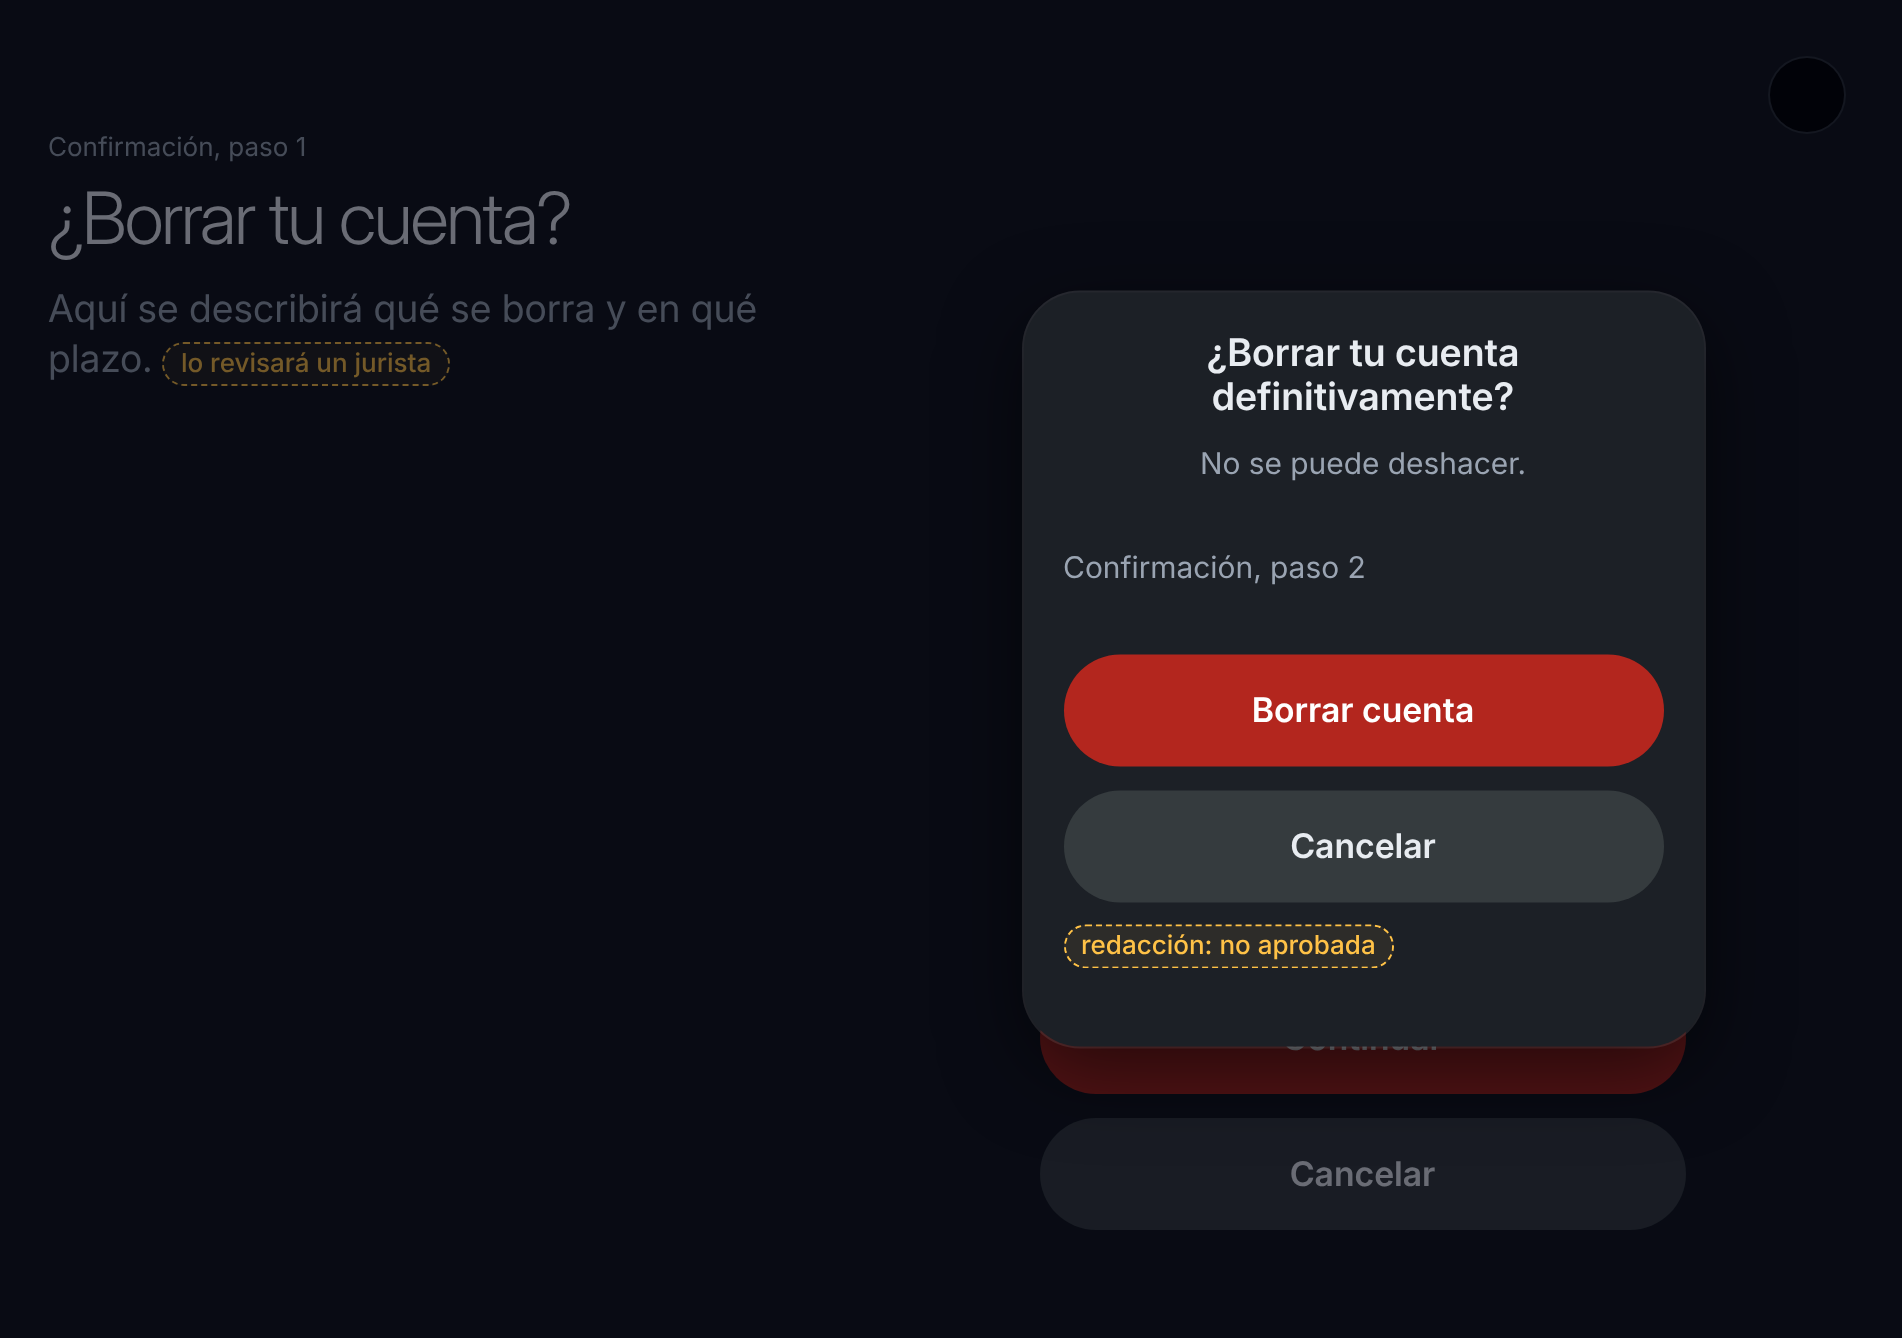 Confirmación, paso 1
¿Borrar tu cuenta?
Aquí se describirá qué se borra y en qué
plazo. lo revisará un jurista
¿Borrar tu cuenta
definitivamente?
No se puede deshacer.
Confirmación, paso 2
Borrar cuenta
Cancelar
redacción: no aprobada
Cancelar